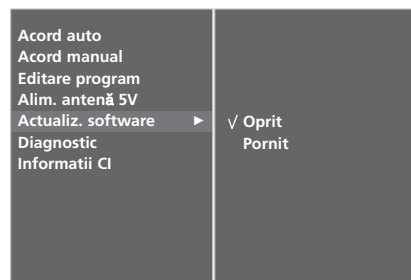 Acord auto
Acord manual
Editare program
Alim. antenă 5V
Actualiz. software ►
√ Oprit
Diagnostic
Pornit
Informatii CI